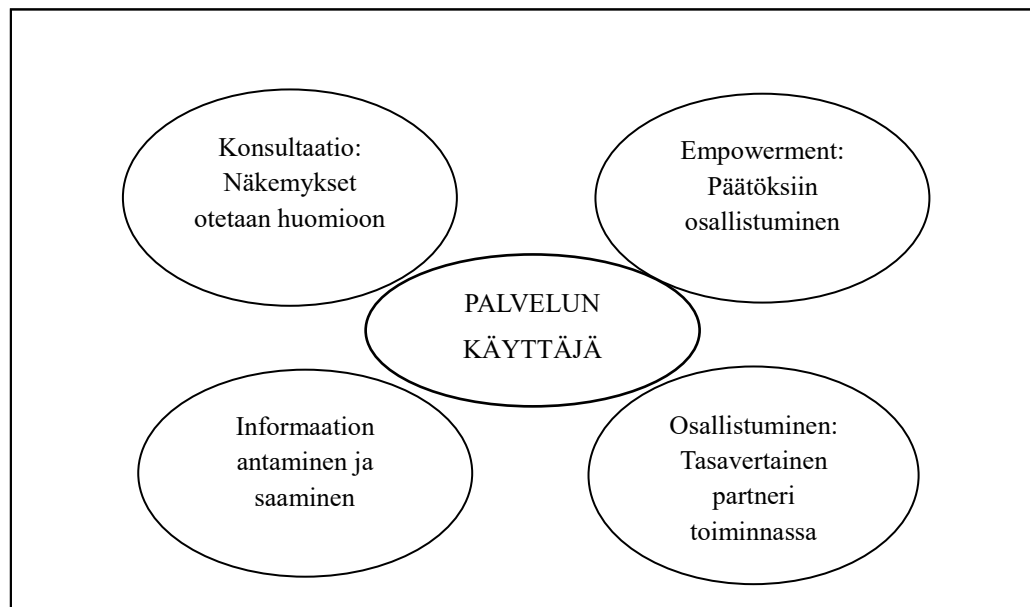 Konsultaatio:
Näkemykset
otetaan huomioon
Empowerment:
Päätöksiin
osallistuminen
PALVELUN
KÄYTTÄJÄ
Informaation
antaminen ja
saaminen
Osallistuminen:
Tasavertainen
partneri
toiminnassa